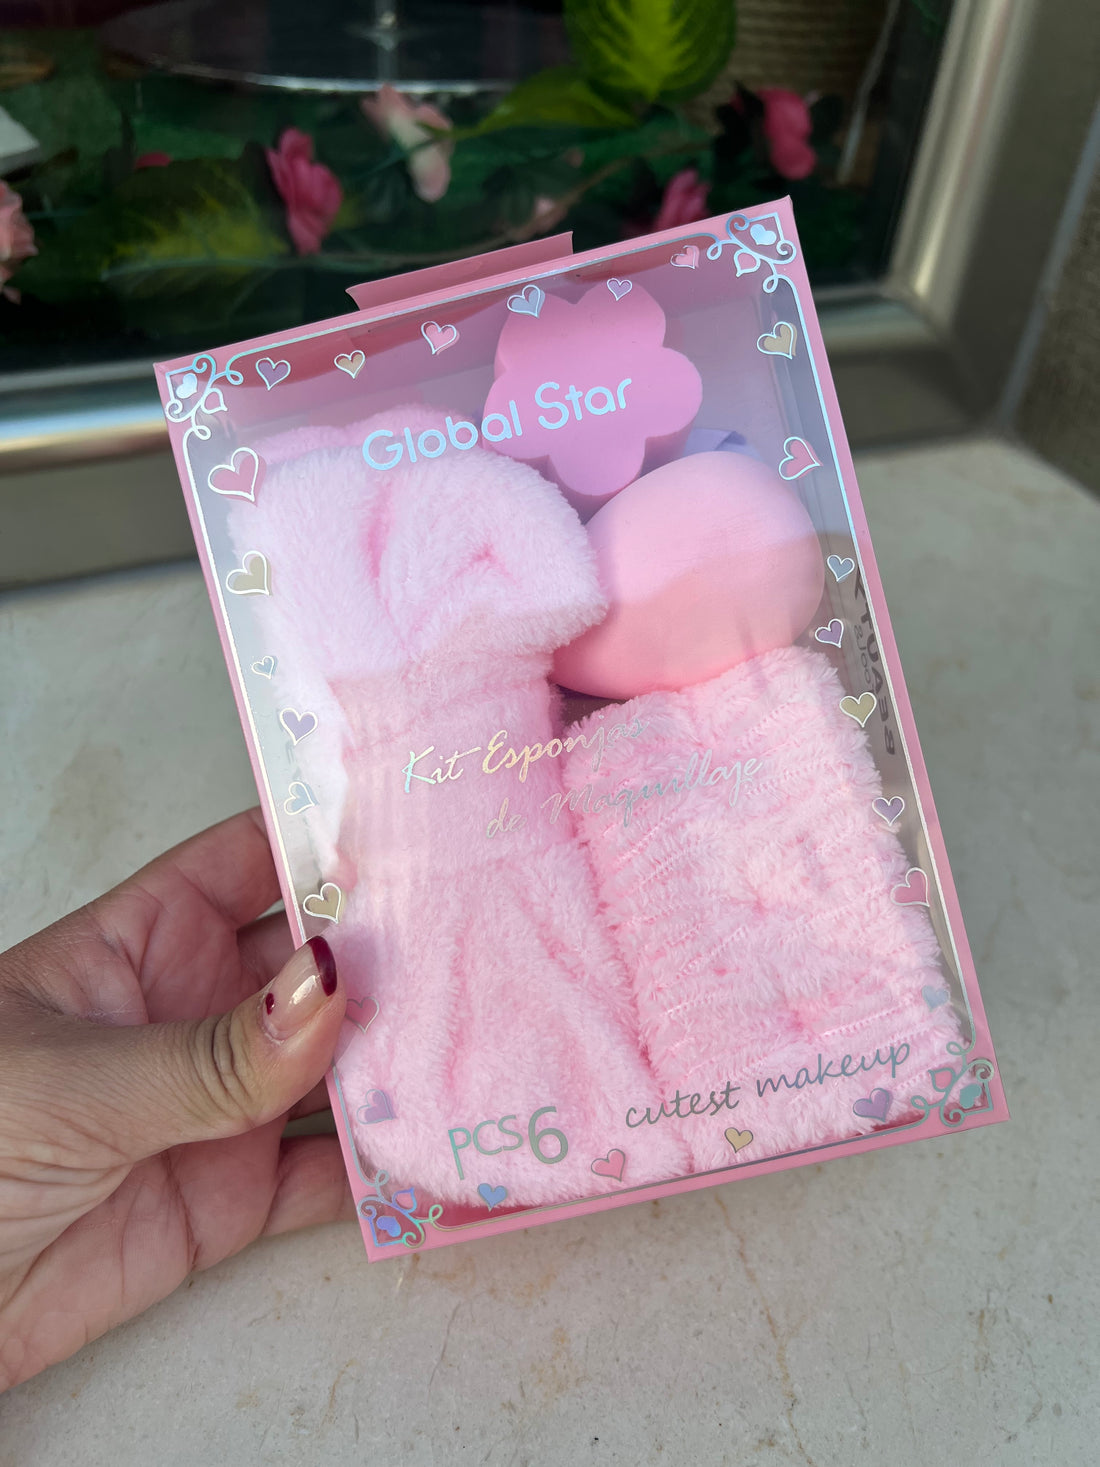 Global Star
Kit Esponjas
de Maquillaje
cutest makeup
PCS6